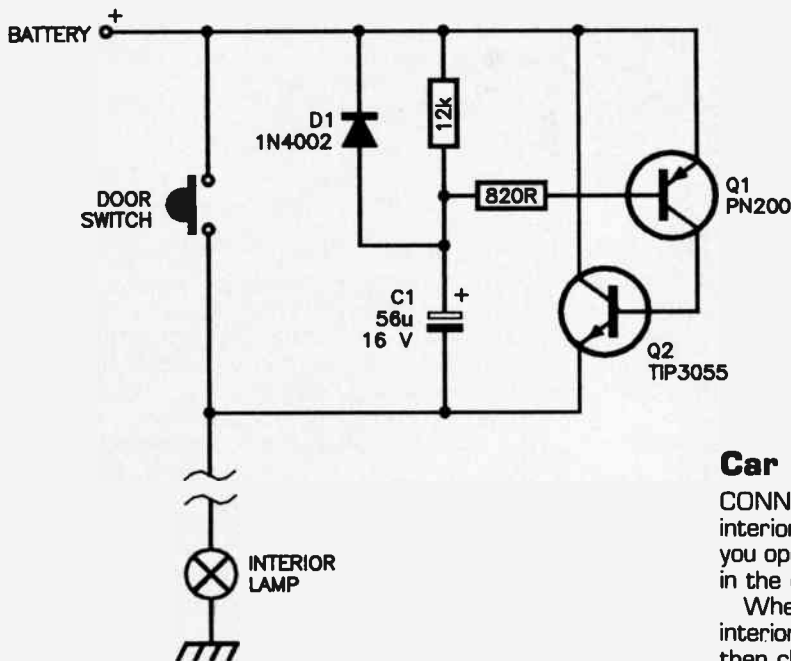 +
BATTERY
D1
1N4002
12k
820R
Q1
PN200
DOOR
SWITCH
C1
+
56u
16 V
Q2
TIP3055
INTERIOR
LAMP
Car
CONN
interior
you op
in the
Whe
interior